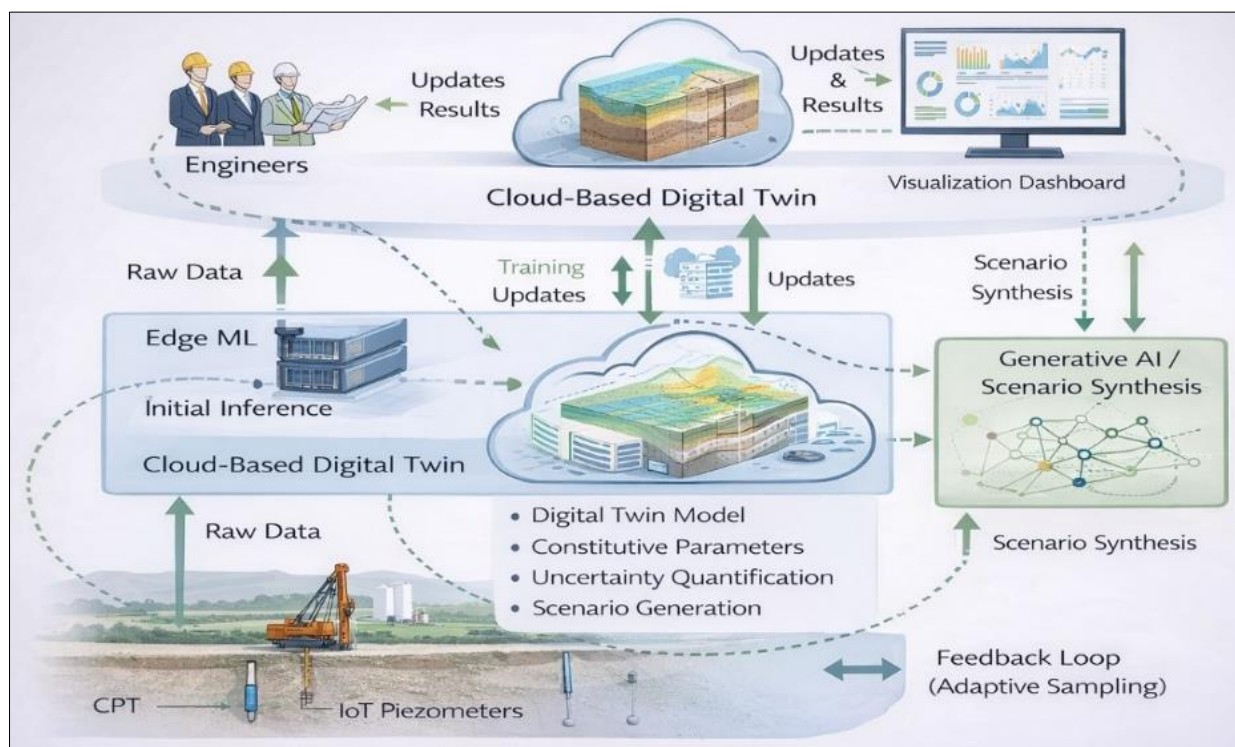 Updates
Results
Updates
&
Results
Engineers
Visualization Dashboard
Cloud-Based Digital Twin
Raw Data
Training
Updates
Updates
Scenario
Synthesis
Edge ML
Initial Inference
Cloud-Based Digital Twin
Generative AI /
Scenario Synthesis
Raw Data
• Digital Twin Model
• Constitutive Parameters
• Uncertainty Quantification
• Scenario Generation
Scenario Synthesis
Feedback Loop
(Adaptive Sampling)
CPT
IoT Piezometers